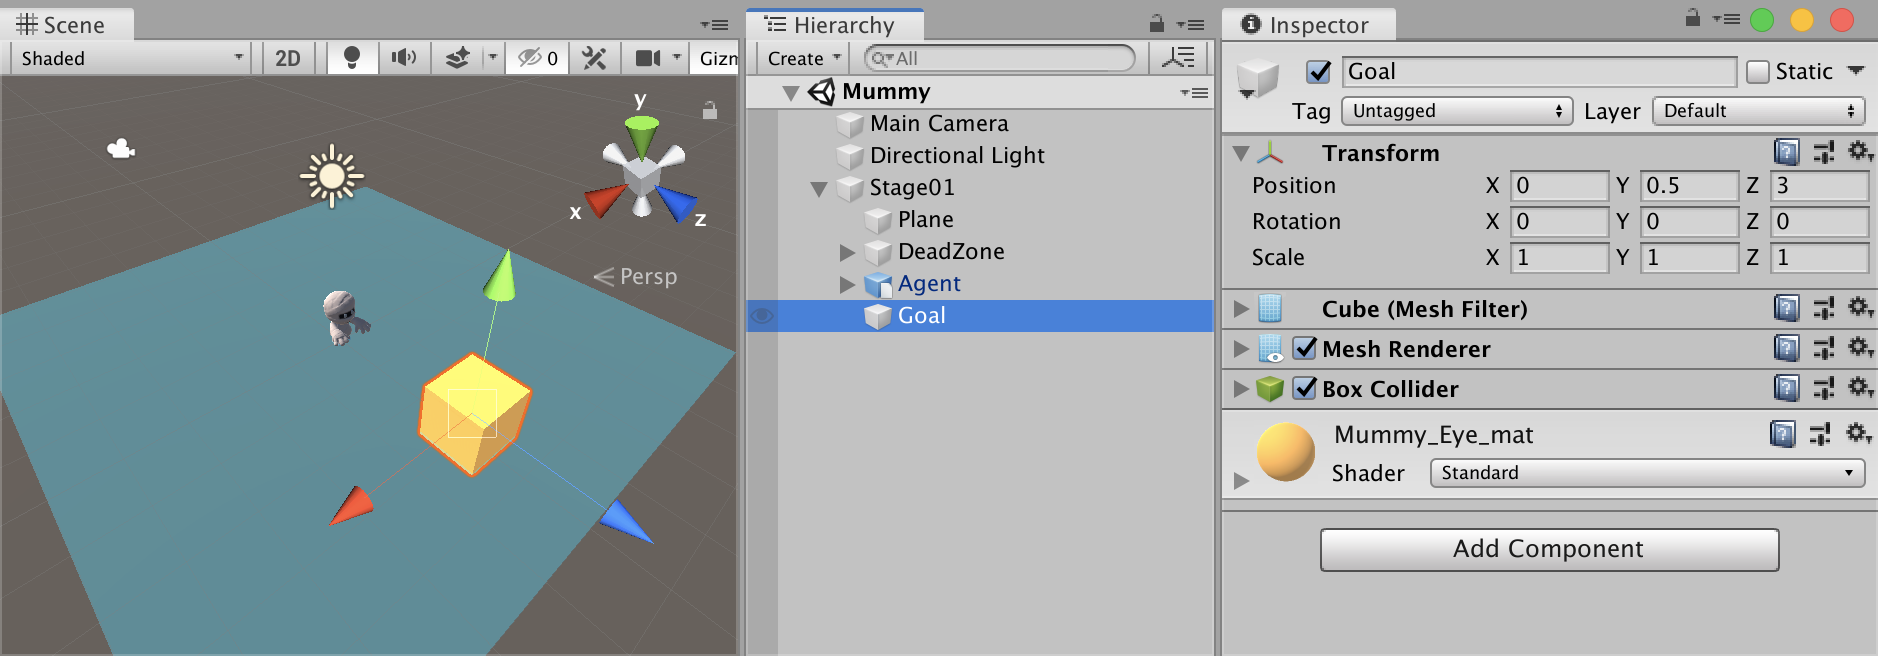 Scene
Shaded
2D
0
Gizm
y
x
z
Persp
Hierarchy
Create
All
Mummy
Main Camera
Directional Light
Stage01
Plane
DeadZone
Agent
Goal
Inspector
Goal
Static
Tag Untagged Layer Default
Transform
Position X 0 Y 0.5 Z 3
Rotation X 0 Y 0 Z 0
Scale X 1 Y 1 Z 1
Cube (Mesh Filter)
Mesh Renderer
Box Collider
Mummy_Eye_mat
Shader Standard
Add Component